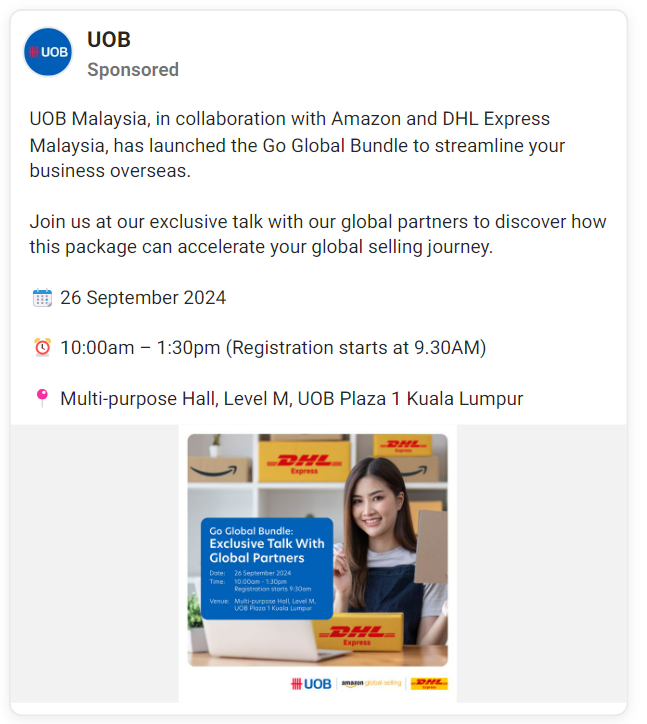 UOB
UOB
Sponsored
UOB Malaysia, in collaboration with Amazon and DHL Express
Malaysia, has launched the Go Global Bundle to streamline your
business overseas.
Join us at our exclusive talk with our global partners to discover how
this package can accelerate your global selling journey.
26 September 2024
10:00am – 1:30pm (Registration starts at 9.30AM)
Multi-purpose Hall, Level M, UOB Plaza 1 Kuala Lumpur
DHL
Express
DHL
Express
Go Global Bundle:
Exclusive Talk With
Global Partners
Date: 26 September 2024
Time: 10:00am - 1:30pm
Registration starts 9:30am
Venue: Multi-purpose Hall, Level M,
UOB Plaza 1 Kuala Lumpur
DHL
Express
UOB amazon global selling DHL
Express